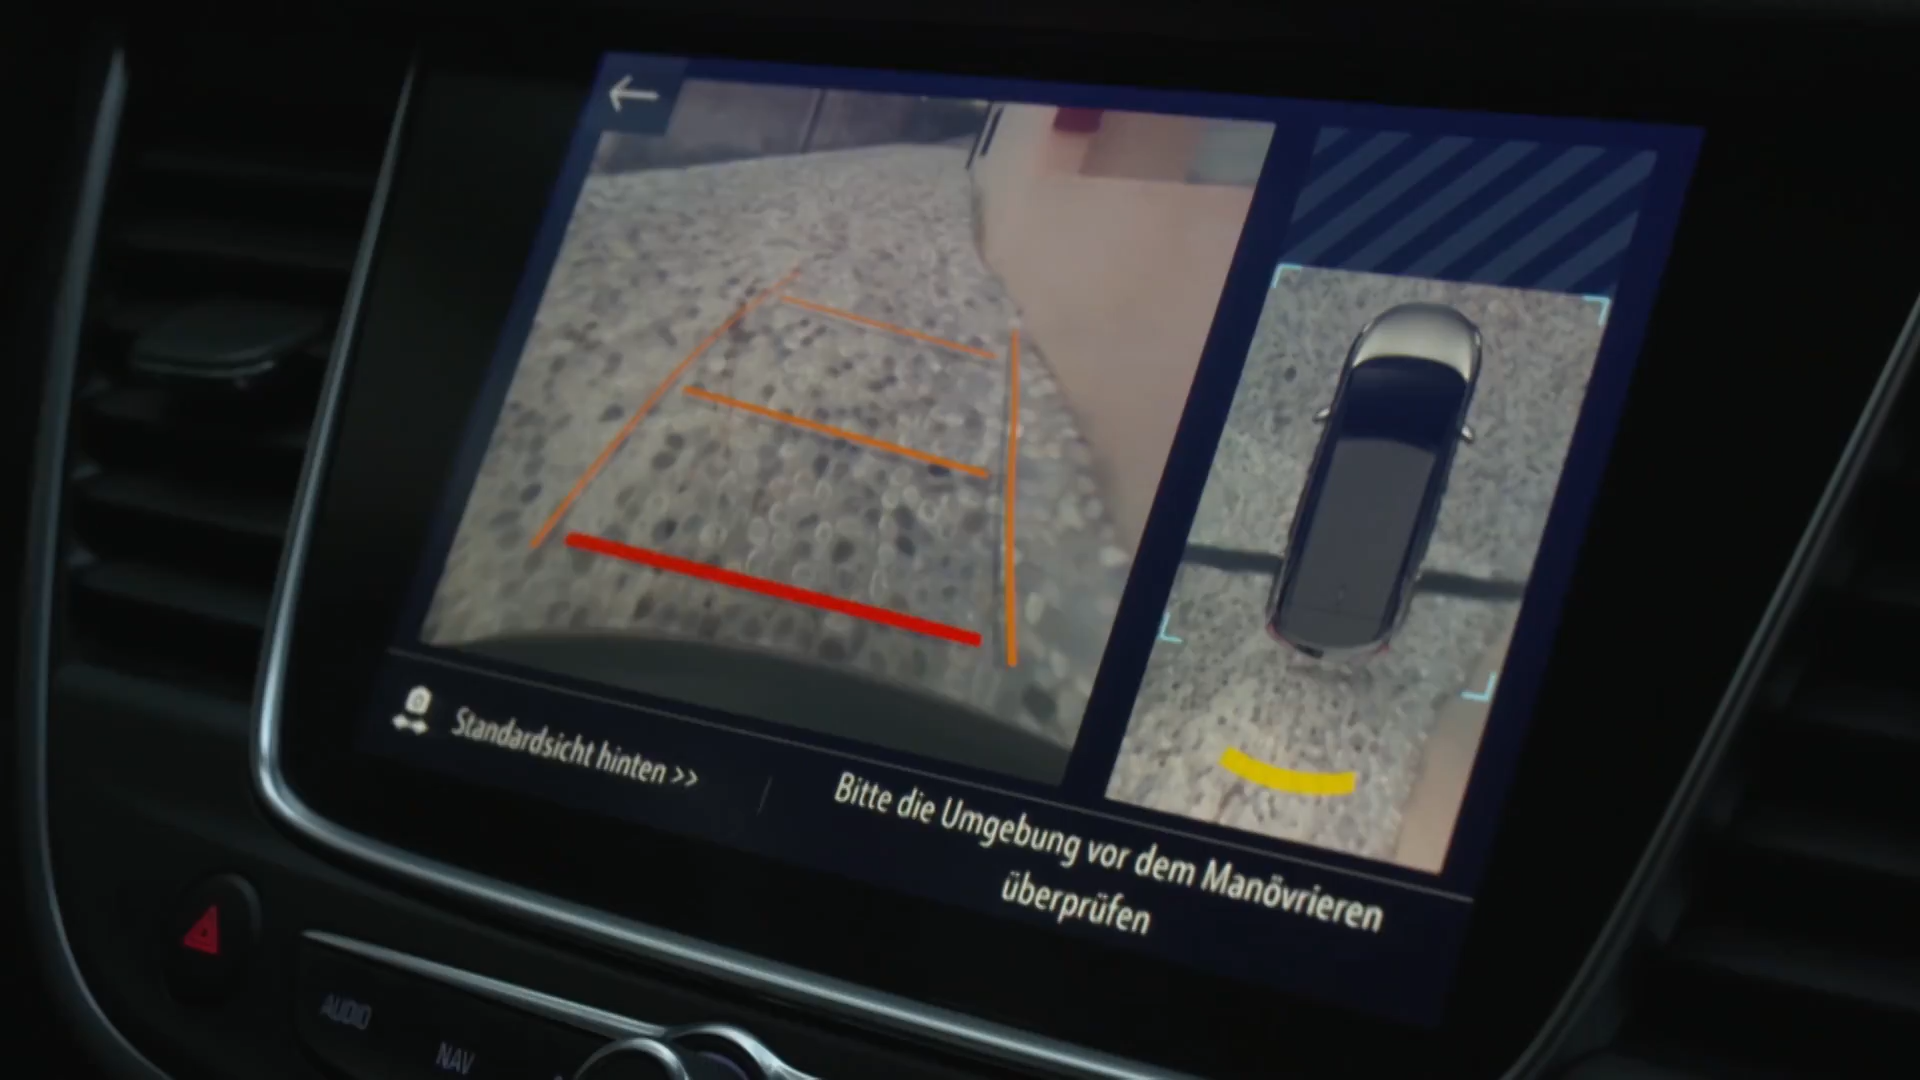 Standardsicht hinten >>
Bitte die Umgebung vor dem Manövrieren
überprüfen
AUDIO
NAV